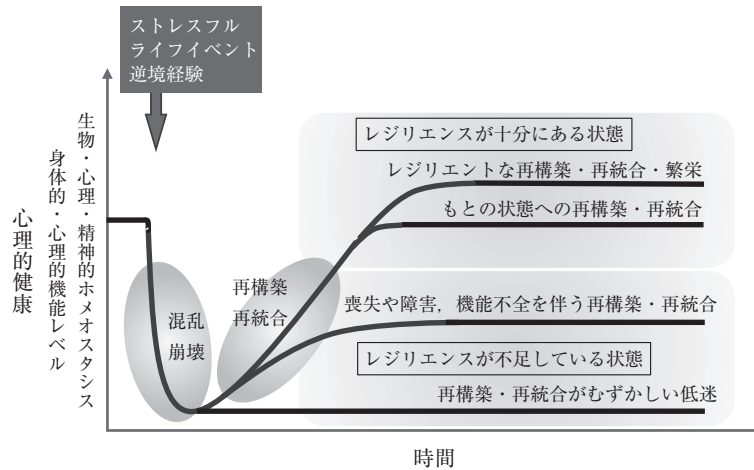 ストレスフル
ライフイベント
逆境経験
生物・心理・精神的ホメオスタシス
身体的・心理的機能レベル
心理的健康
混乱
崩壊
再構築
再統合
レジリエンスが十分にある状態
レジリエントな再構築・再統合・繁栄
もとの状態への再構築・再統合
喪失や障害，機能不全を伴う再構築・再統合
レジリエンスが不足している状態
再構築・再統合がむずかしい低迷
時間